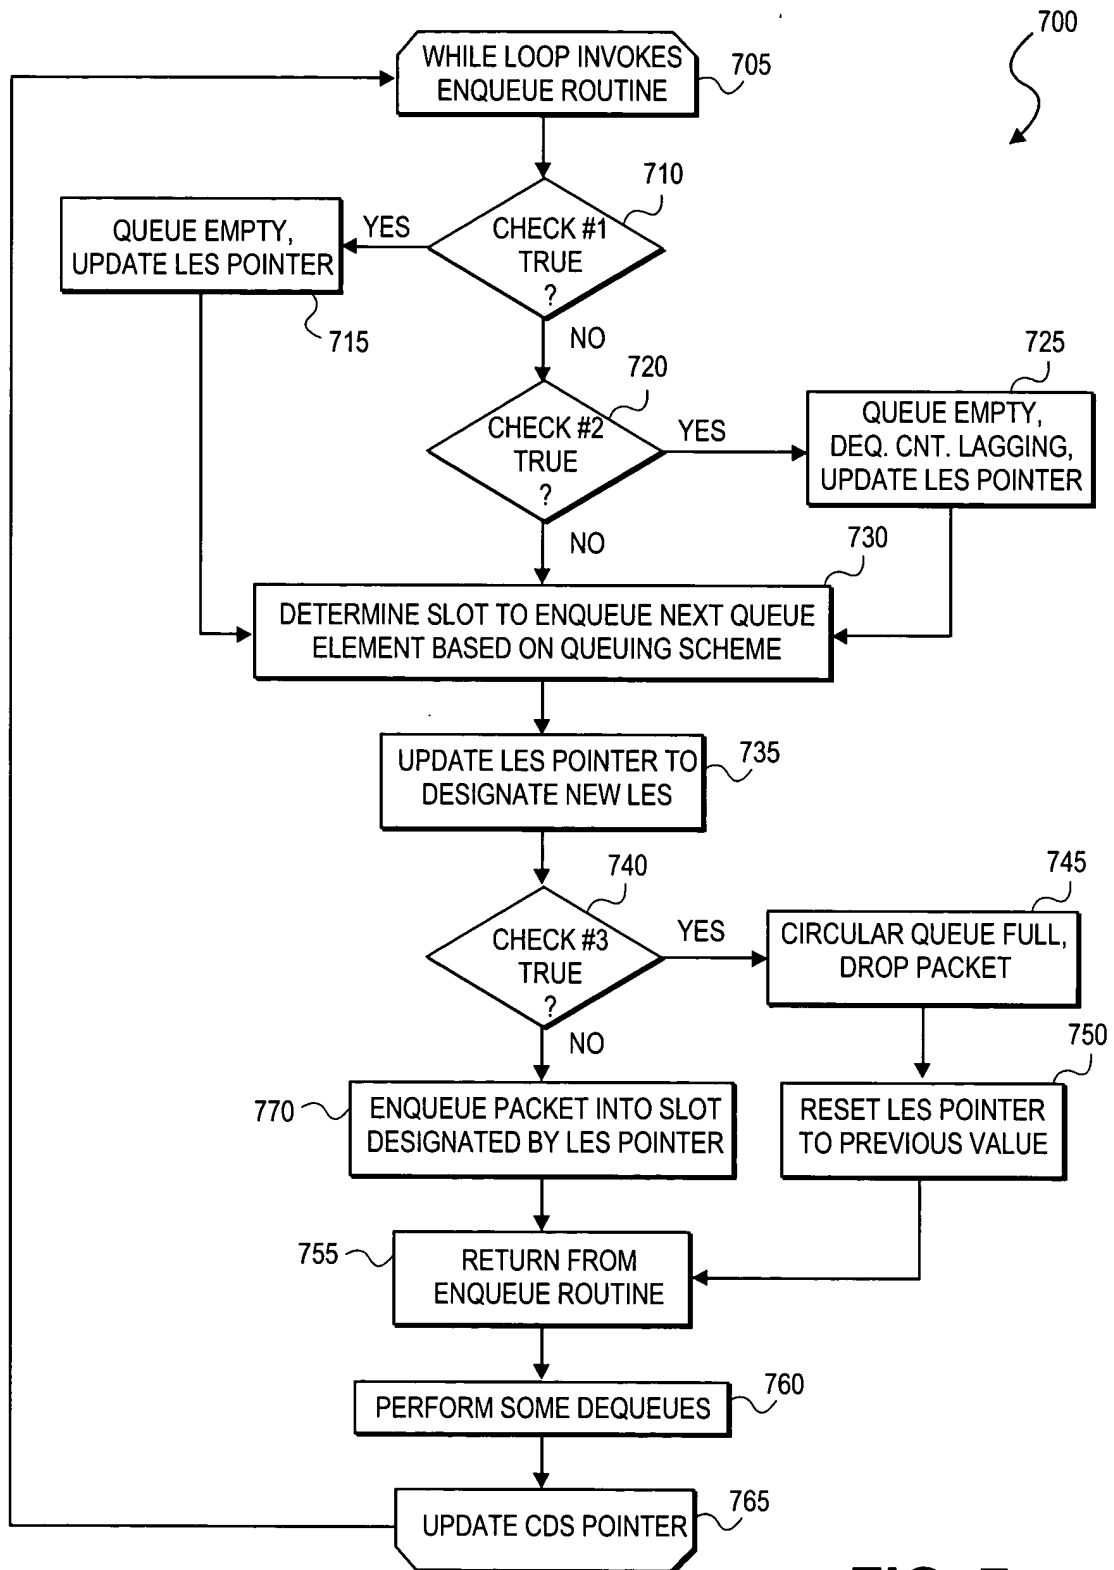 700
WHILE LOOP INVOKES
ENQUEUE ROUTINE
705
710
CHECK #1
TRUE
?
YES
QUEUE EMPTY,
UPDATE LES POINTER
715
NO
720
CHECK #2
TRUE
?
YES
725
QUEUE EMPTY,
DEQ. CNT. LAGGING,
UPDATE LES POINTER
NO
730
DETERMINE SLOT TO ENQUEUE NEXT QUEUE
ELEMENT BASED ON QUEUING SCHEME
UPDATE LES POINTER TO
DESIGNATE NEW LES
735
740
CHECK #3
TRUE
?
YES
745
CIRCULAR QUEUE FULL,
DROP PACKET
NO
750
RESET LES POINTER
TO PREVIOUS VALUE
770
ENQUEUE PACKET INTO SLOT
DESIGNATED BY LES POINTER
755
RETURN FROM
ENQUEUE ROUTINE
PERFORM SOME DEQUEUES
760
UPDATE CDS POINTER
765